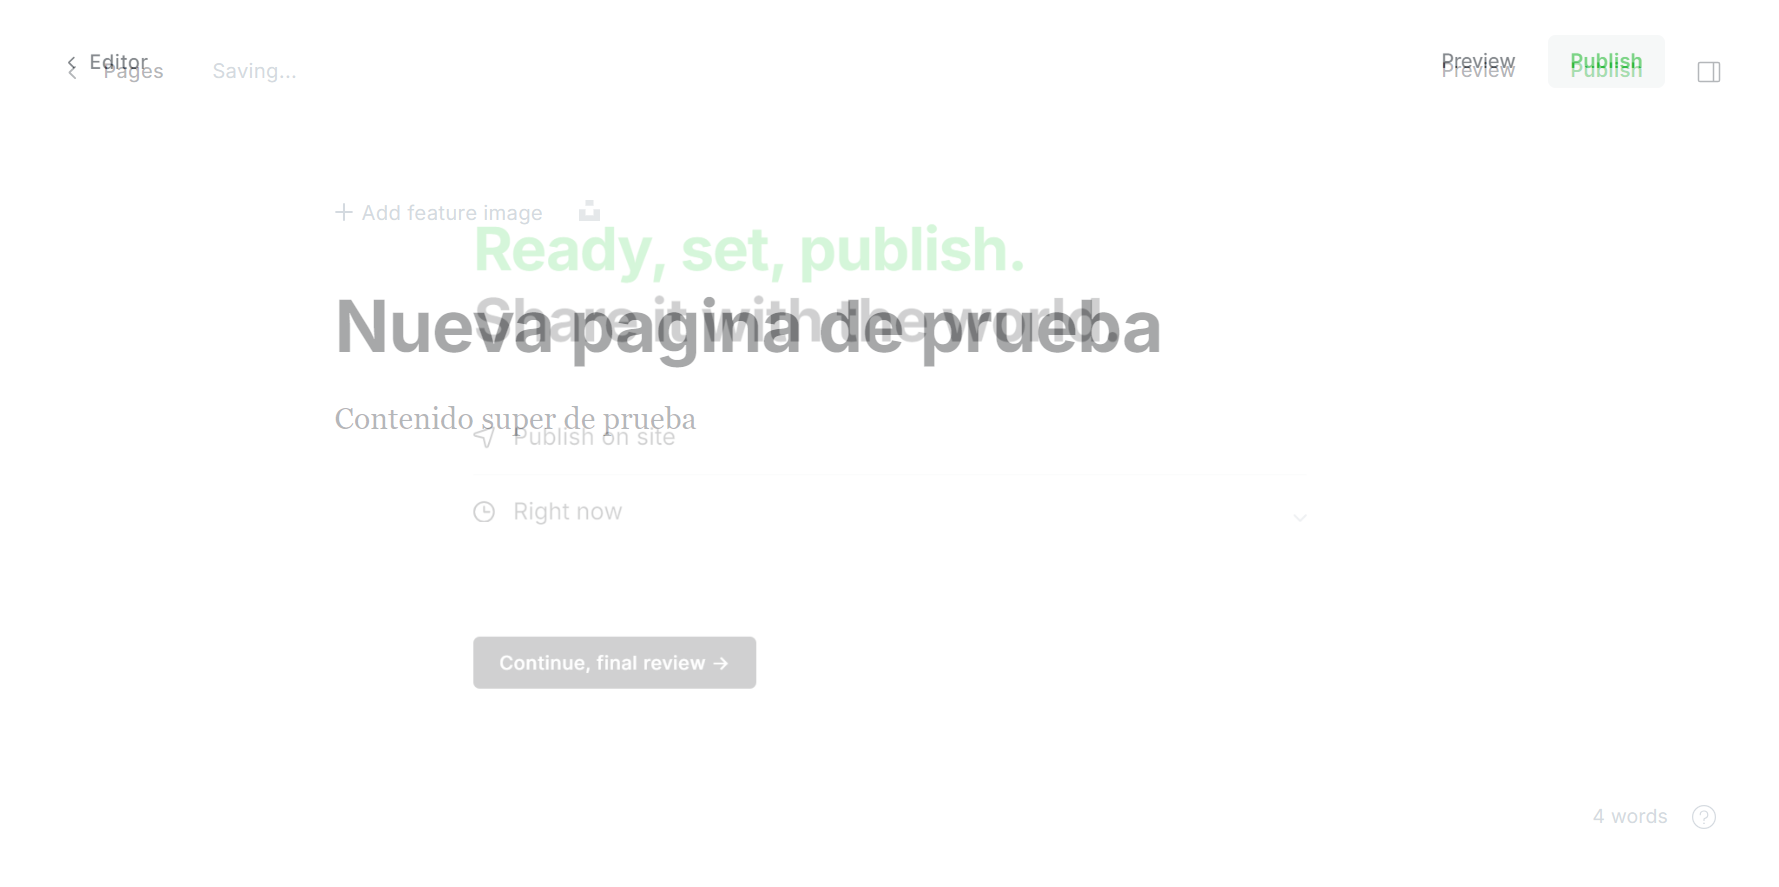 Editor
Pages
Saving...
Preview
Publish
Preview
Publish
Add feature image
Ready, set, publish.
Share it with the world.
Nueva pagina de prueba
Contenido super de prueba
Publish on site
Right now
Continue, final review →
4 words